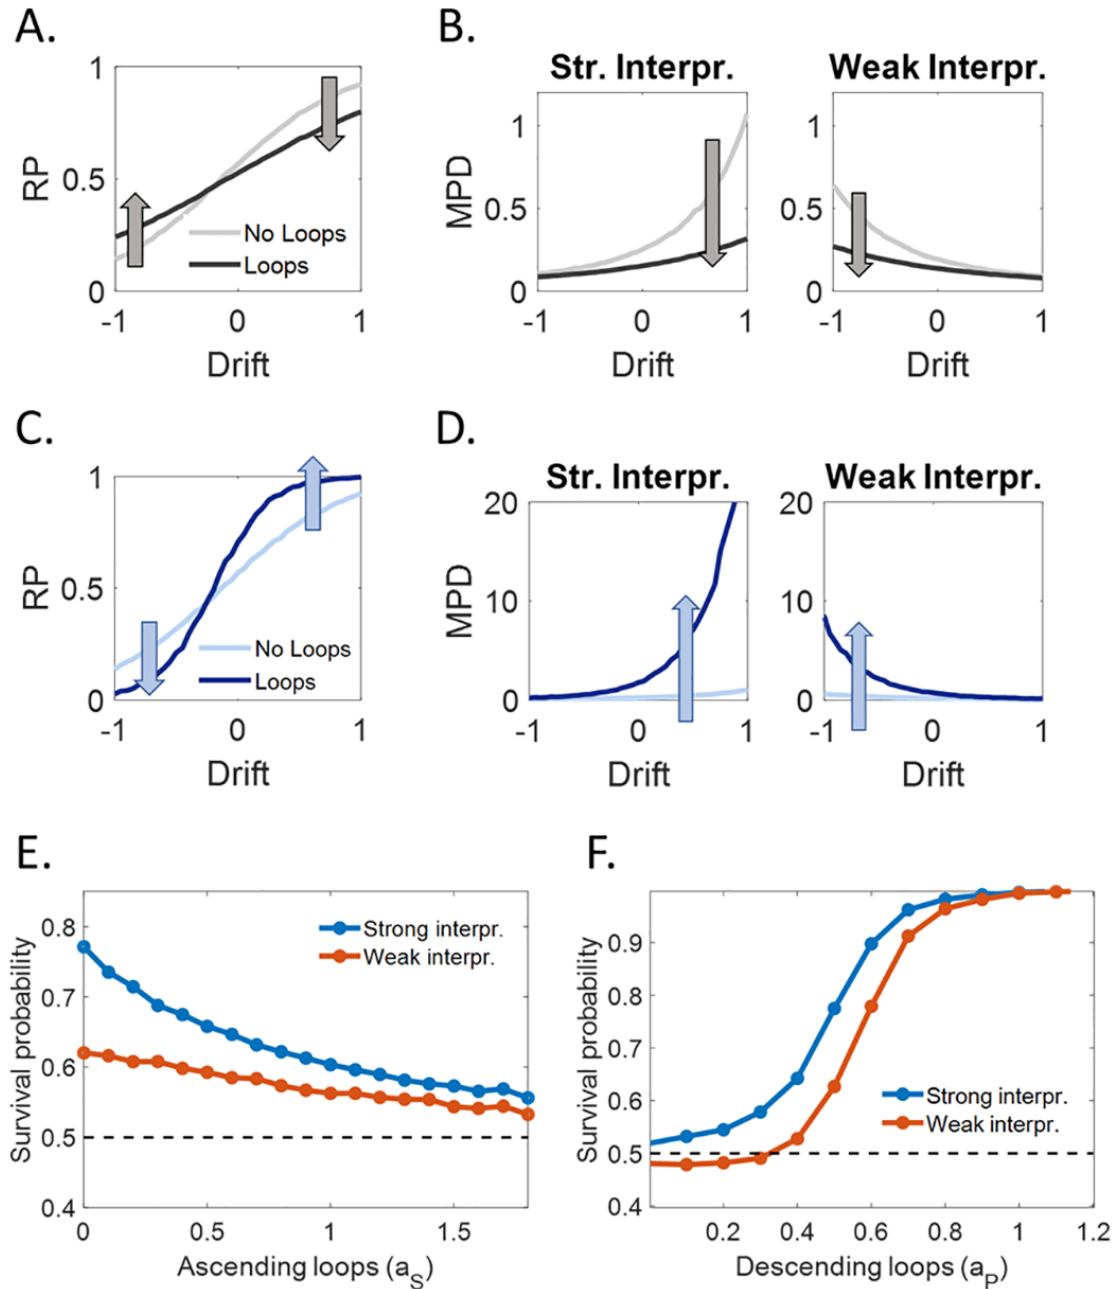 A.
B.
Str. Interpr.
Weak Interpr.
1
0.5
0
RP
No Loops
Loops
-1 0 1
Drift
1
0.5
0
MPD
-1 0 1
Drift
1
0.5
0
-1 0 1
Drift
C.
D.
Str. Interpr.
Weak Interpr.
1
0.5
0
RP
No Loops
Loops
-1 0 1
Drift
20
10
0
MPD
-1 0 1
Drift
20
10
0
-1 0 1
Drift
E.
F.
0.8
0.7
0.6
0.5
0.4
Survival probability
Strong interpr.
Weak interpr.
0 0.5 1 1.5
Ascending loops (a_S)
0.9
0.8
0.7
0.6
0.5
0.4
Survival probability
Strong interpr.
Weak interpr.
0.2 0.4 0.6 0.8 1 1.2
Descending loops (a_P)